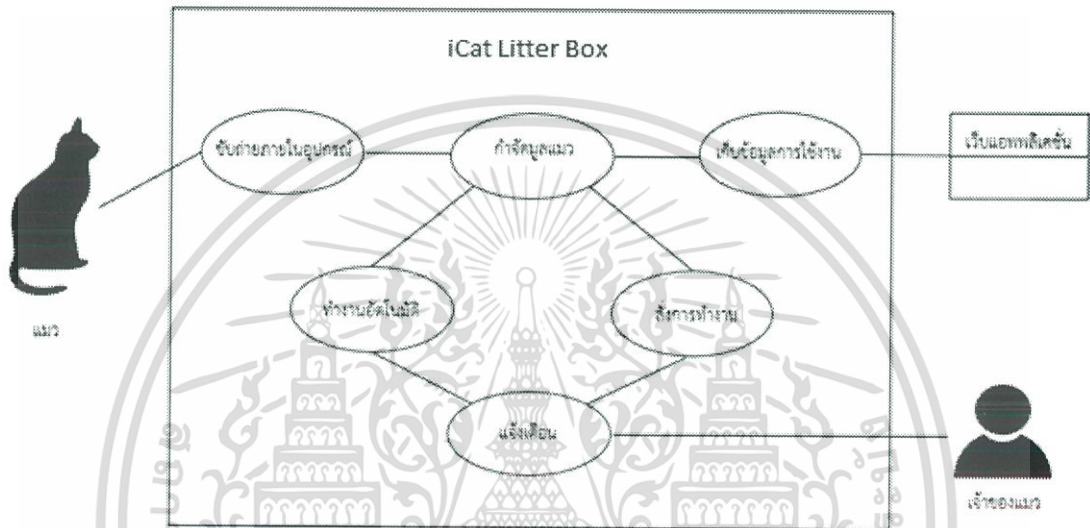 iCat Litter Box
ขับถ่ายภายในอุปกรณ์
กำจัดมูลแมว
เก็บข้อมูลการใช้งาน
เว็บแอพพลิเคชั่น
แมว
ทำงานอัตโนมัติ
สั่งการทำงาน
แจ้งเตือน
เจ้าของแมว